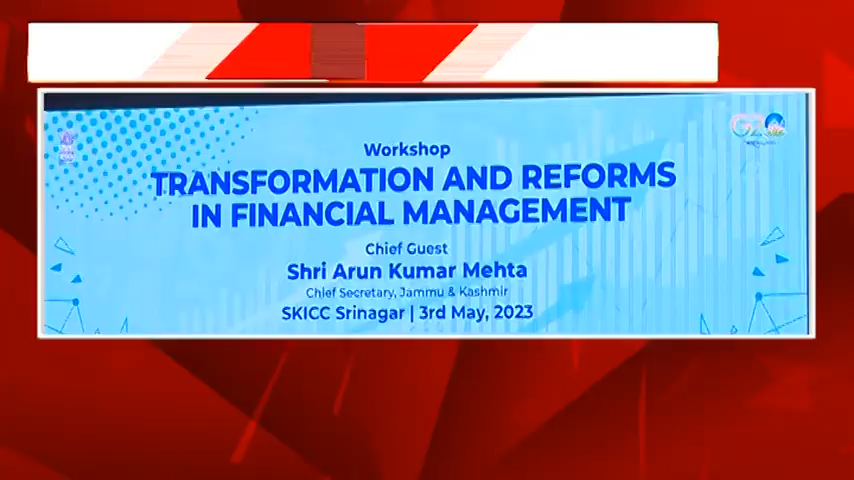 Workshop
TRANSFORMATION AND REFORMS
IN FINANCIAL MANAGEMENT
Chief Guest
Shri Arun Kumar Mehta
Chief Secretary, Jammu & Kashmir
SKICC Srinagar | 3rd May, 2023
G20